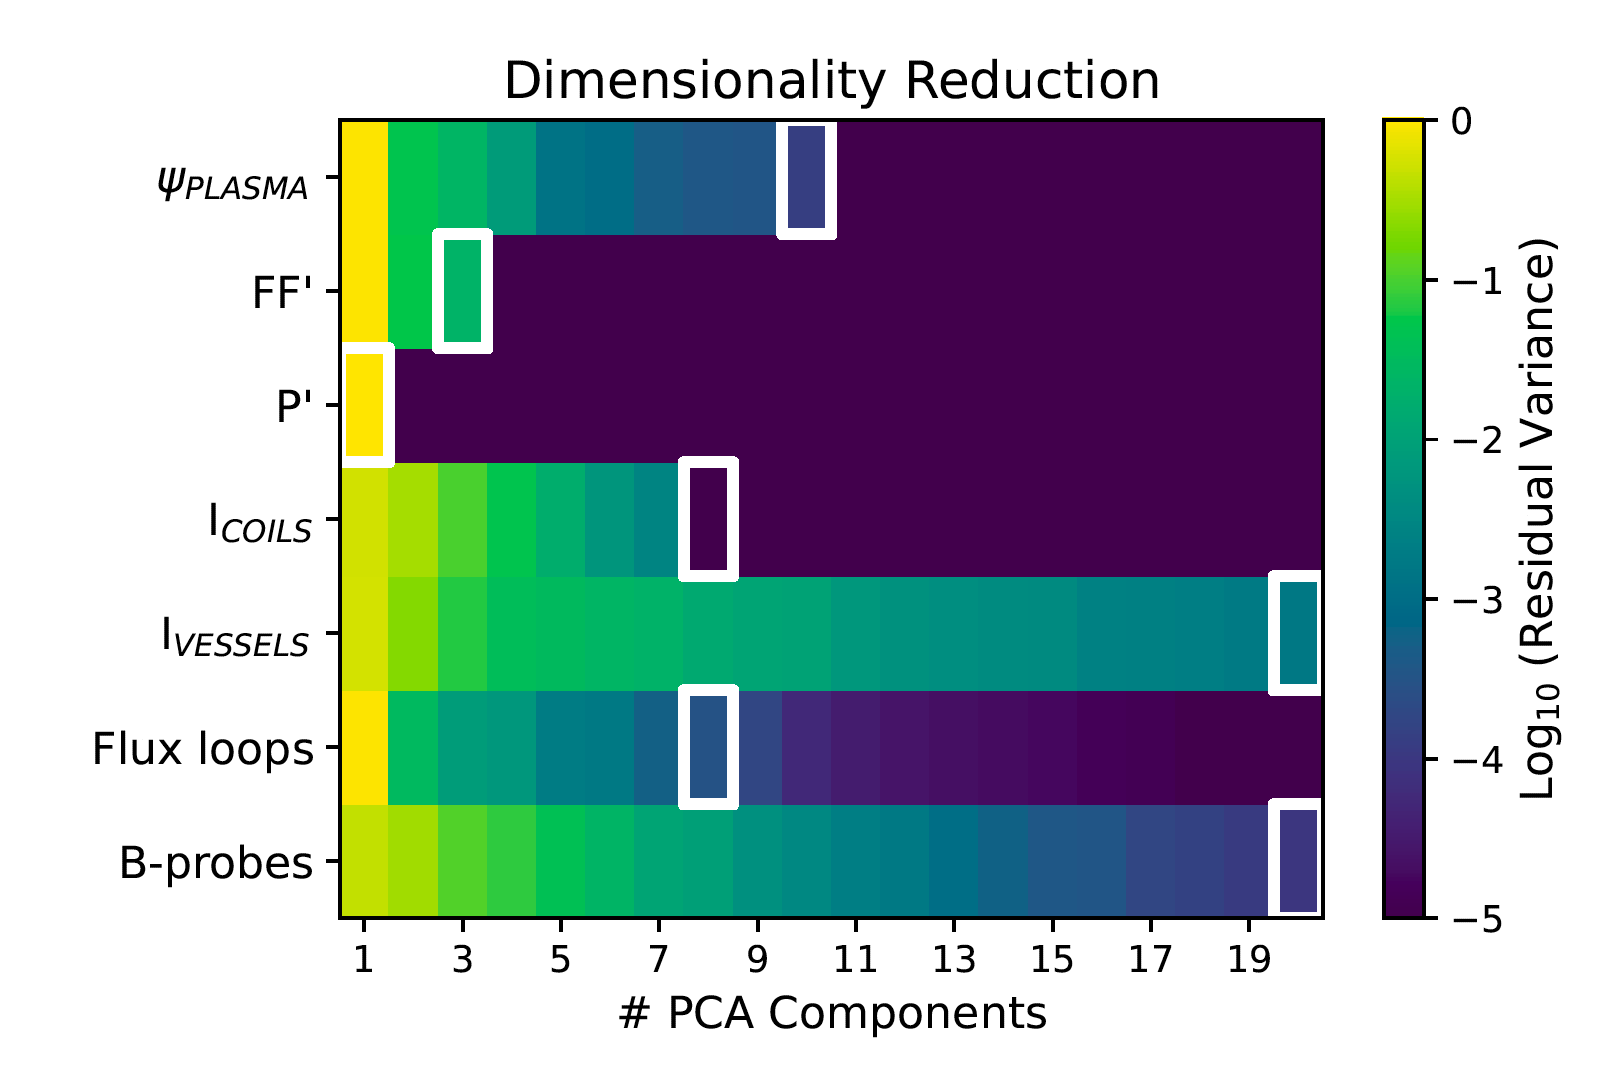 Dimensionality Reduction
ψPLASMA
FF'
P'
ICOILS
IVESSELS
Flux loops
B-probes
1 3 5 7 9 11 13 15 17 19
# PCA Components
0
−1
−2
−3
−4
−5
Log10 (Residual Variance)